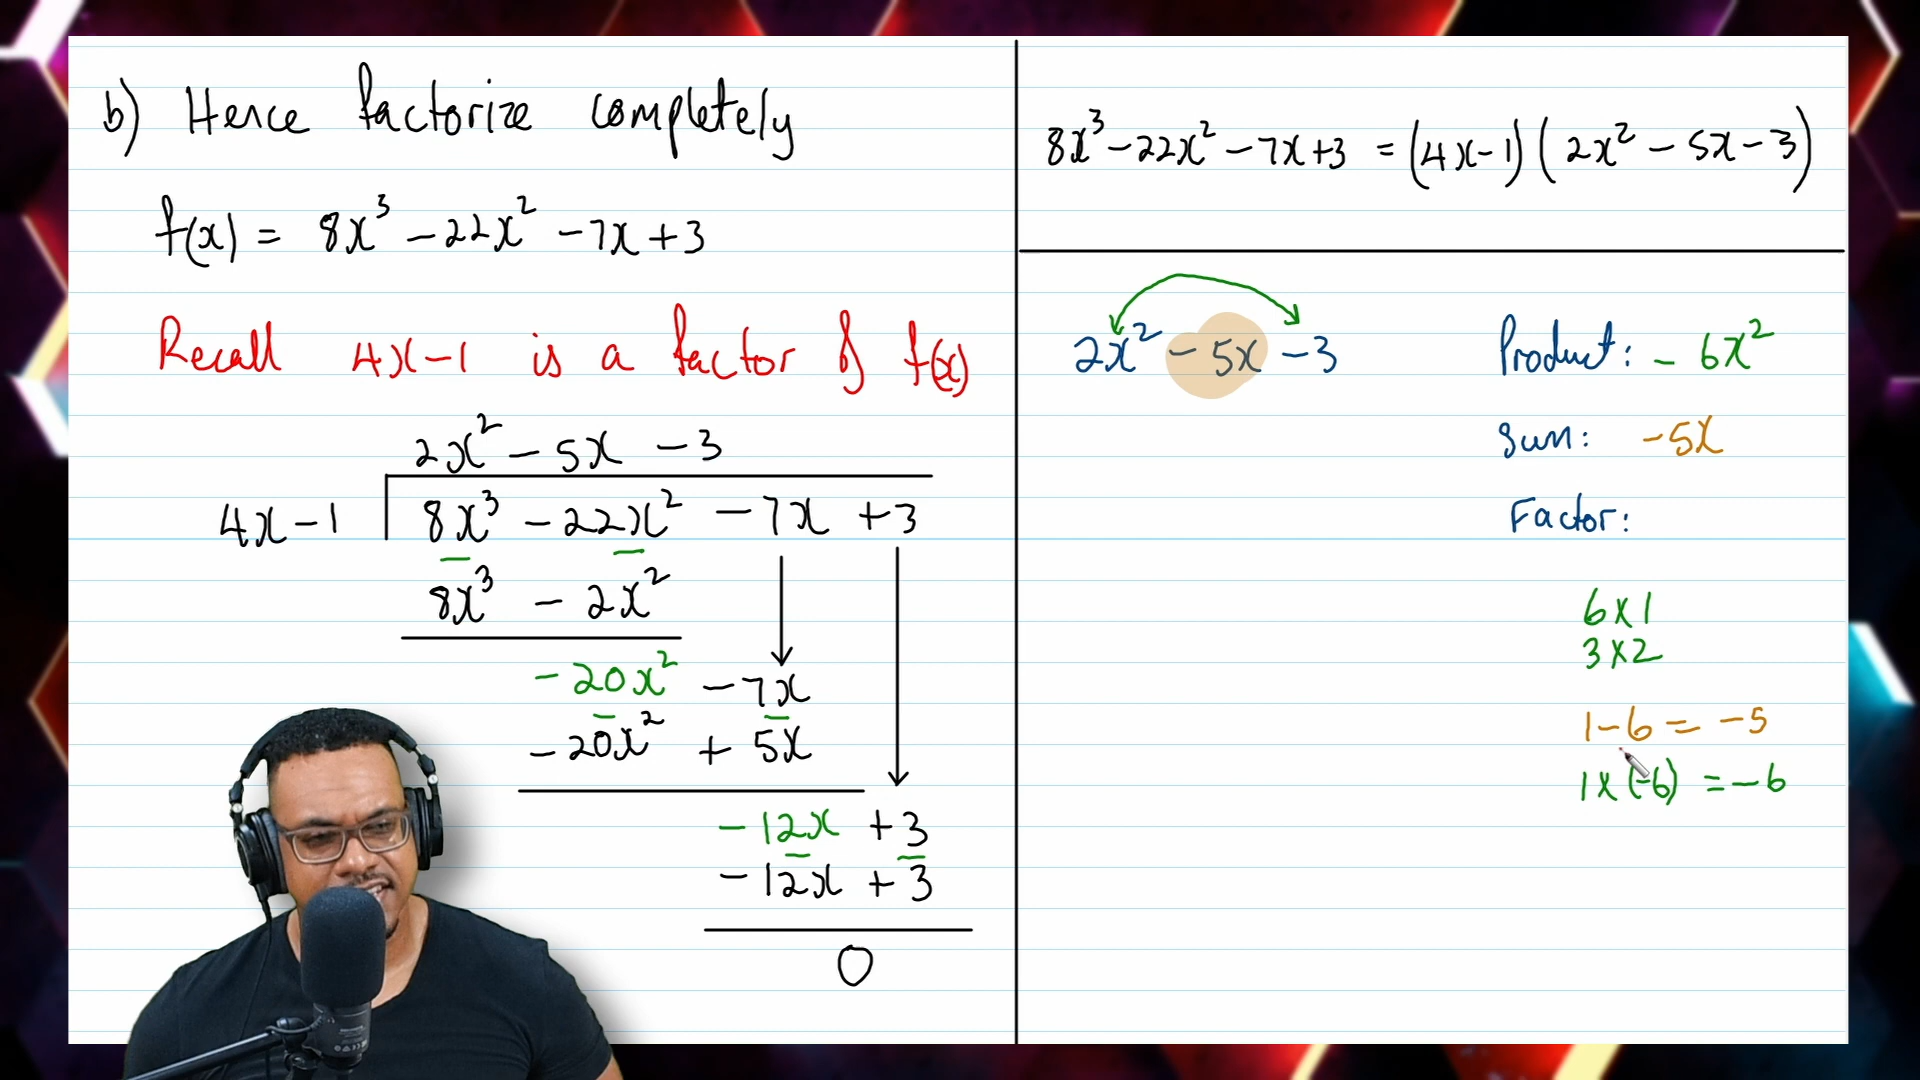 b) Hence factorize completely
f(x) = 8x³ - 22x² - 7x + 3
Recall 4x - 1 is a factor of f(x)
2x² - 5x - 3
4x - 1 8x³ - 22x² - 7x + 3
8x³ - 2x²
- 20x² - 7x
- 20x² + 5x
- 12x + 3
- 12x + 3
0
8x³ - 22x² - 7x + 3 = (4x - 1)(2x² - 5x - 3)
2x² - 5x - 3
Product: - 6x²
Sum: - 5x
Factor:
6 x 1
3 x 2
1 - 6 = - 5
1 x (-6) = - 6